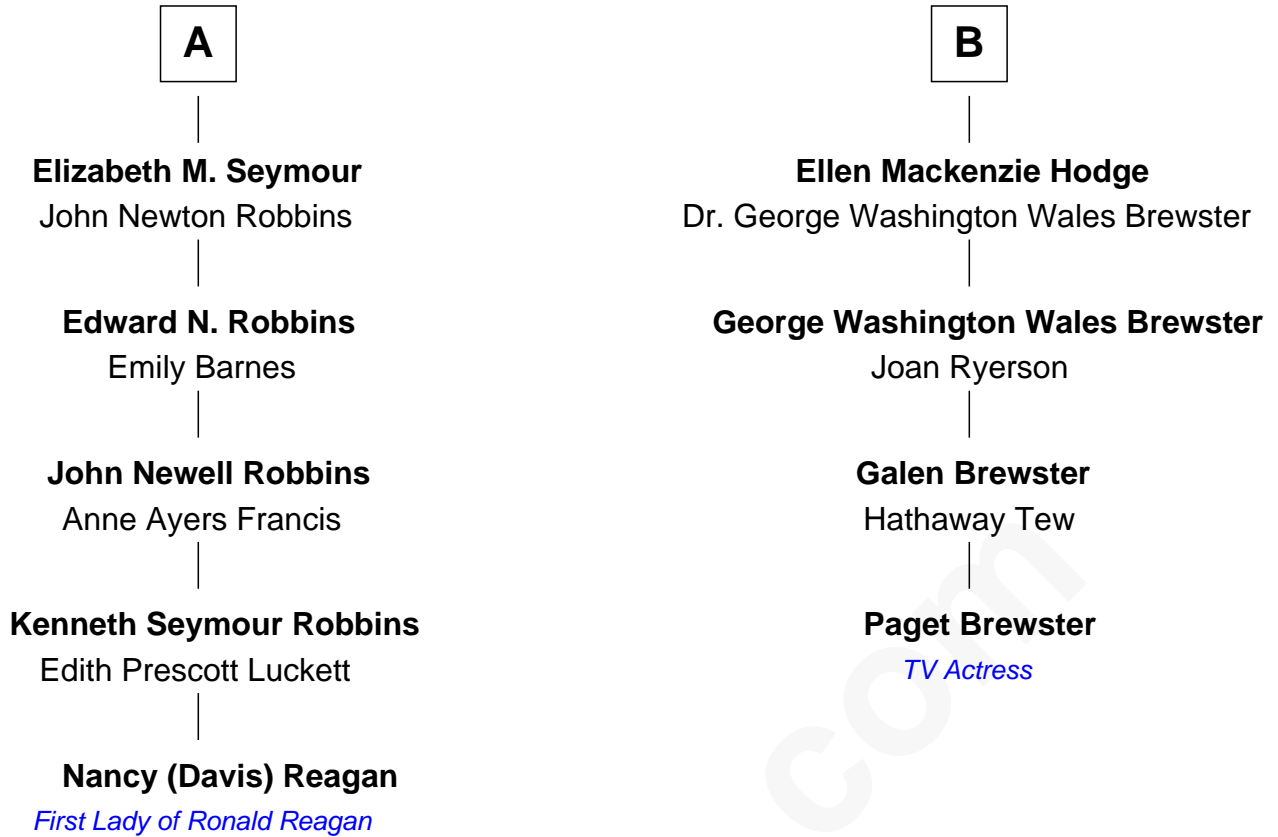 A
Elizabeth M. Seymour
John Newton Robbins
Edward N. Robbins
Emily Barnes
John Newell Robbins
Anne Ayers Francis
Kenneth Seymour Robbins
Edith Prescott Luckett
Nancy (Davis) Reagan
First Lady of Ronald Reagan
B
Ellen Mackenzie Hodge
Dr. George Washington Wales Brewster
George Washington Wales Brewster
Joan Ryerson
Galen Brewster
Hathaway Tew
Paget Brewster
TV Actress
com